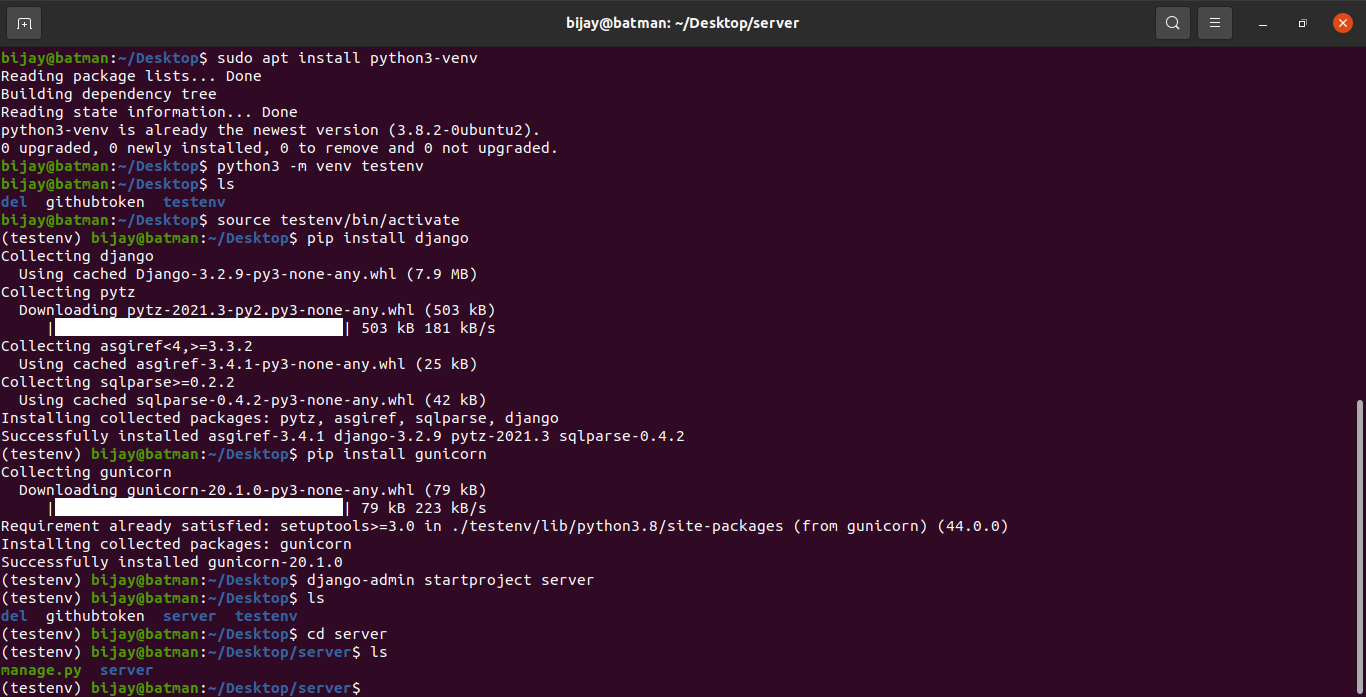 bijay@batman: ~/Desktop/server
bijay@batman:~/Desktop$ sudo apt install python3-venv
Reading package lists... Done
Building dependency tree
Reading state information... Done
python3-venv is already the newest version (3.8.2-0ubuntu2).
0 upgraded, 0 newly installed, 0 to remove and 0 not upgraded.
bijay@batman:~/Desktop$ python3 -m venv testenv
bijay@batman:~/Desktop$ ls
del  githubtoken  testenv
bijay@batman:~/Desktop$ source testenv/bin/activate
(testenv) bijay@batman:~/Desktop$ pip install django
Collecting django
  Using cached Django-3.2.9-py3-none-any.whl (7.9 MB)
Collecting pytz
  Downloading pytz-2021.3-py2.py3-none-any.whl (503 kB)
     |                                | 503 kB 181 kB/s
Collecting asgiref<4,>=3.3.2
  Using cached asgiref-3.4.1-py3-none-any.whl (25 kB)
Collecting sqlparse>=0.2.2
  Using cached sqlparse-0.4.2-py3-none-any.whl (42 kB)
Installing collected packages: pytz, asgiref, sqlparse, django
Successfully installed asgiref-3.4.1 django-3.2.9 pytz-2021.3 sqlparse-0.4.2
(testenv) bijay@batman:~/Desktop$ pip install gunicorn
Collecting gunicorn
  Downloading gunicorn-20.1.0-py3-none-any.whl (79 kB)
     |                                | 79 kB 223 kB/s
Requirement already satisfied: setuptools>=3.0 in ./testenv/lib/python3.8/site-packages (from gunicorn) (44.0.0)
Installing collected packages: gunicorn
Successfully installed gunicorn-20.1.0
(testenv) bijay@batman:~/Desktop$ django-admin startproject server
(testenv) bijay@batman:~/Desktop$ ls
del  githubtoken  server  testenv
(testenv) bijay@batman:~/Desktop$ cd server
(testenv) bijay@batman:~/Desktop/server$ ls
manage.py  server
(testenv) bijay@batman:~/Desktop/server$